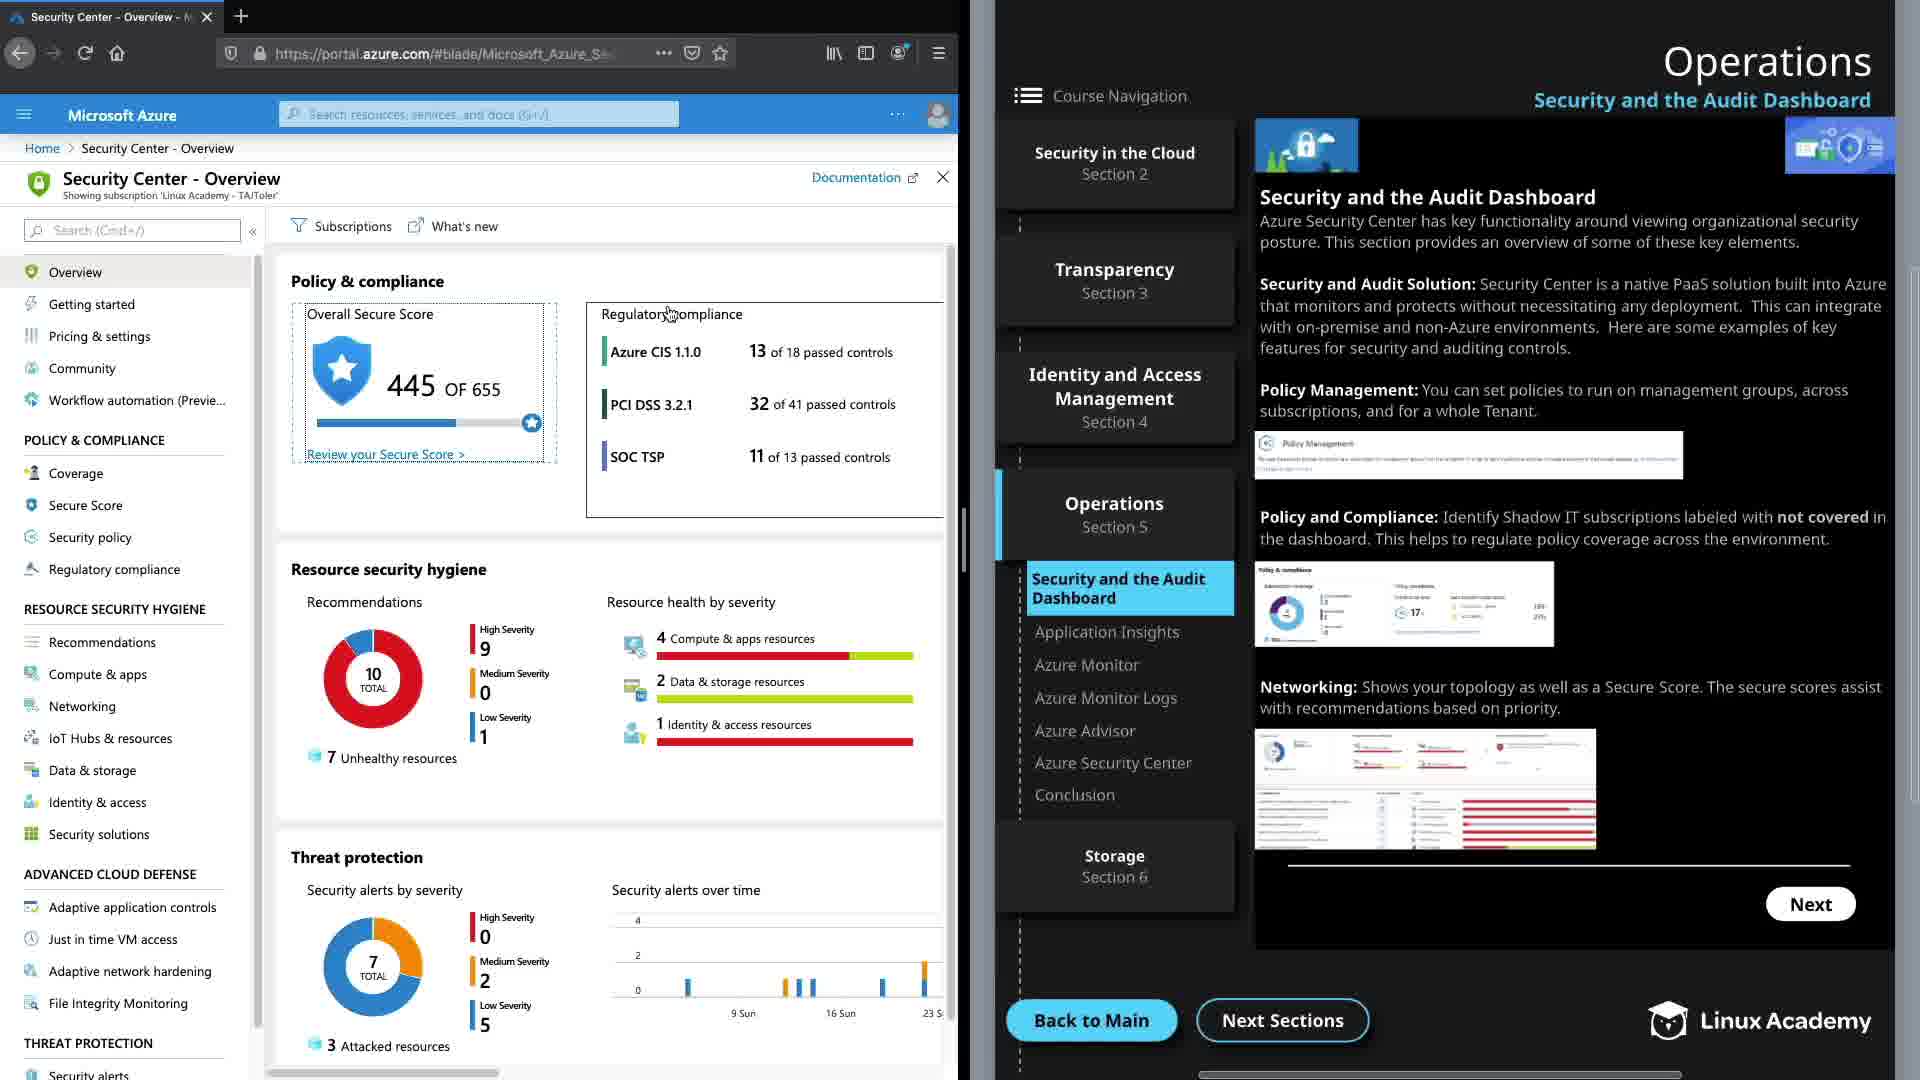 Security Center - Overview - M
https://portal.azure.com/#blade/Microsoft_Azure_Se
Microsoft Azure
Search resources, services, and docs (G+/)
Home > Security Center - Overview
Security Center - Overview
Showing subscription 'Linux Academy - TA/Toler'
Documentation
Search (Cmd+/)
Subscriptions
What's new
Overview
Getting started
Pricing & settings
Community
Workflow automation (Previe...
POLICY & COMPLIANCE
Coverage
Secure Score
Security policy
Regulatory compliance
RESOURCE SECURITY HYGIENE
Recommendations
Compute & apps
Networking
IoT Hubs & resources
Data & storage
Identity & access
Security solutions
ADVANCED CLOUD DEFENSE
Adaptive application controls
Just in time VM access
Adaptive network hardening
File Integrity Monitoring
THREAT PROTECTION
Security alerts
Policy & compliance
Overall Secure Score
445 OF 655
Review your Secure Score >
Regulatory compliance
Azure CIS 1.1.0 13 of 18 passed controls
PCI DSS 3.2.1 32 of 41 passed controls
SOC TSP 11 of 13 passed controls
Resource security hygiene
Recommendations
10
TOTAL
High Severity
9
Medium Severity
0
Low Severity
1
7 Unhealthy resources
Resource health by severity
4 Compute & apps resources
2 Data & storage resources
1 Identity & access resources
Threat protection
Security alerts by severity
7
TOTAL
High Severity
0
Medium Severity
2
Low Severity
5
3 Attacked resources
Security alerts over time
4
2
0
9 Sun
16 Sun
23 S
Operations
Security and the Audit Dashboard
Course Navigation
Security in the Cloud
Section 2
Transparency
Section 3
Identity and Access
Management
Section 4
Operations
Section 5
Security and the Audit
Dashboard
Application Insights
Azure Monitor
Azure Monitor Logs
Azure Advisor
Azure Security Center
Conclusion
Storage
Section 6
Security and the Audit Dashboard
Azure Security Center has key functionality around viewing organizational security
posture. This section provides an overview of some of these key elements.
Security and Audit Solution: Security Center is a native PaaS solution built into Azure
that monitors and protects without necessitating any deployment. This can integrate
with on-premise and non-Azure environments. Here are some examples of key
features for security and auditing controls.
Policy Management: You can set policies to run on management groups, across
subscriptions, and for a whole Tenant.
Policy Management
Policy and Compliance: Identify Shadow IT subscriptions labeled with not covered in
the dashboard. This helps to regulate policy coverage across the environment.
Policy & compliance
17
Networking: Shows your topology as well as a Secure Score. The secure scores assist
with recommendations based on priority.
Next
Back to Main
Next Sections
Linux Academy